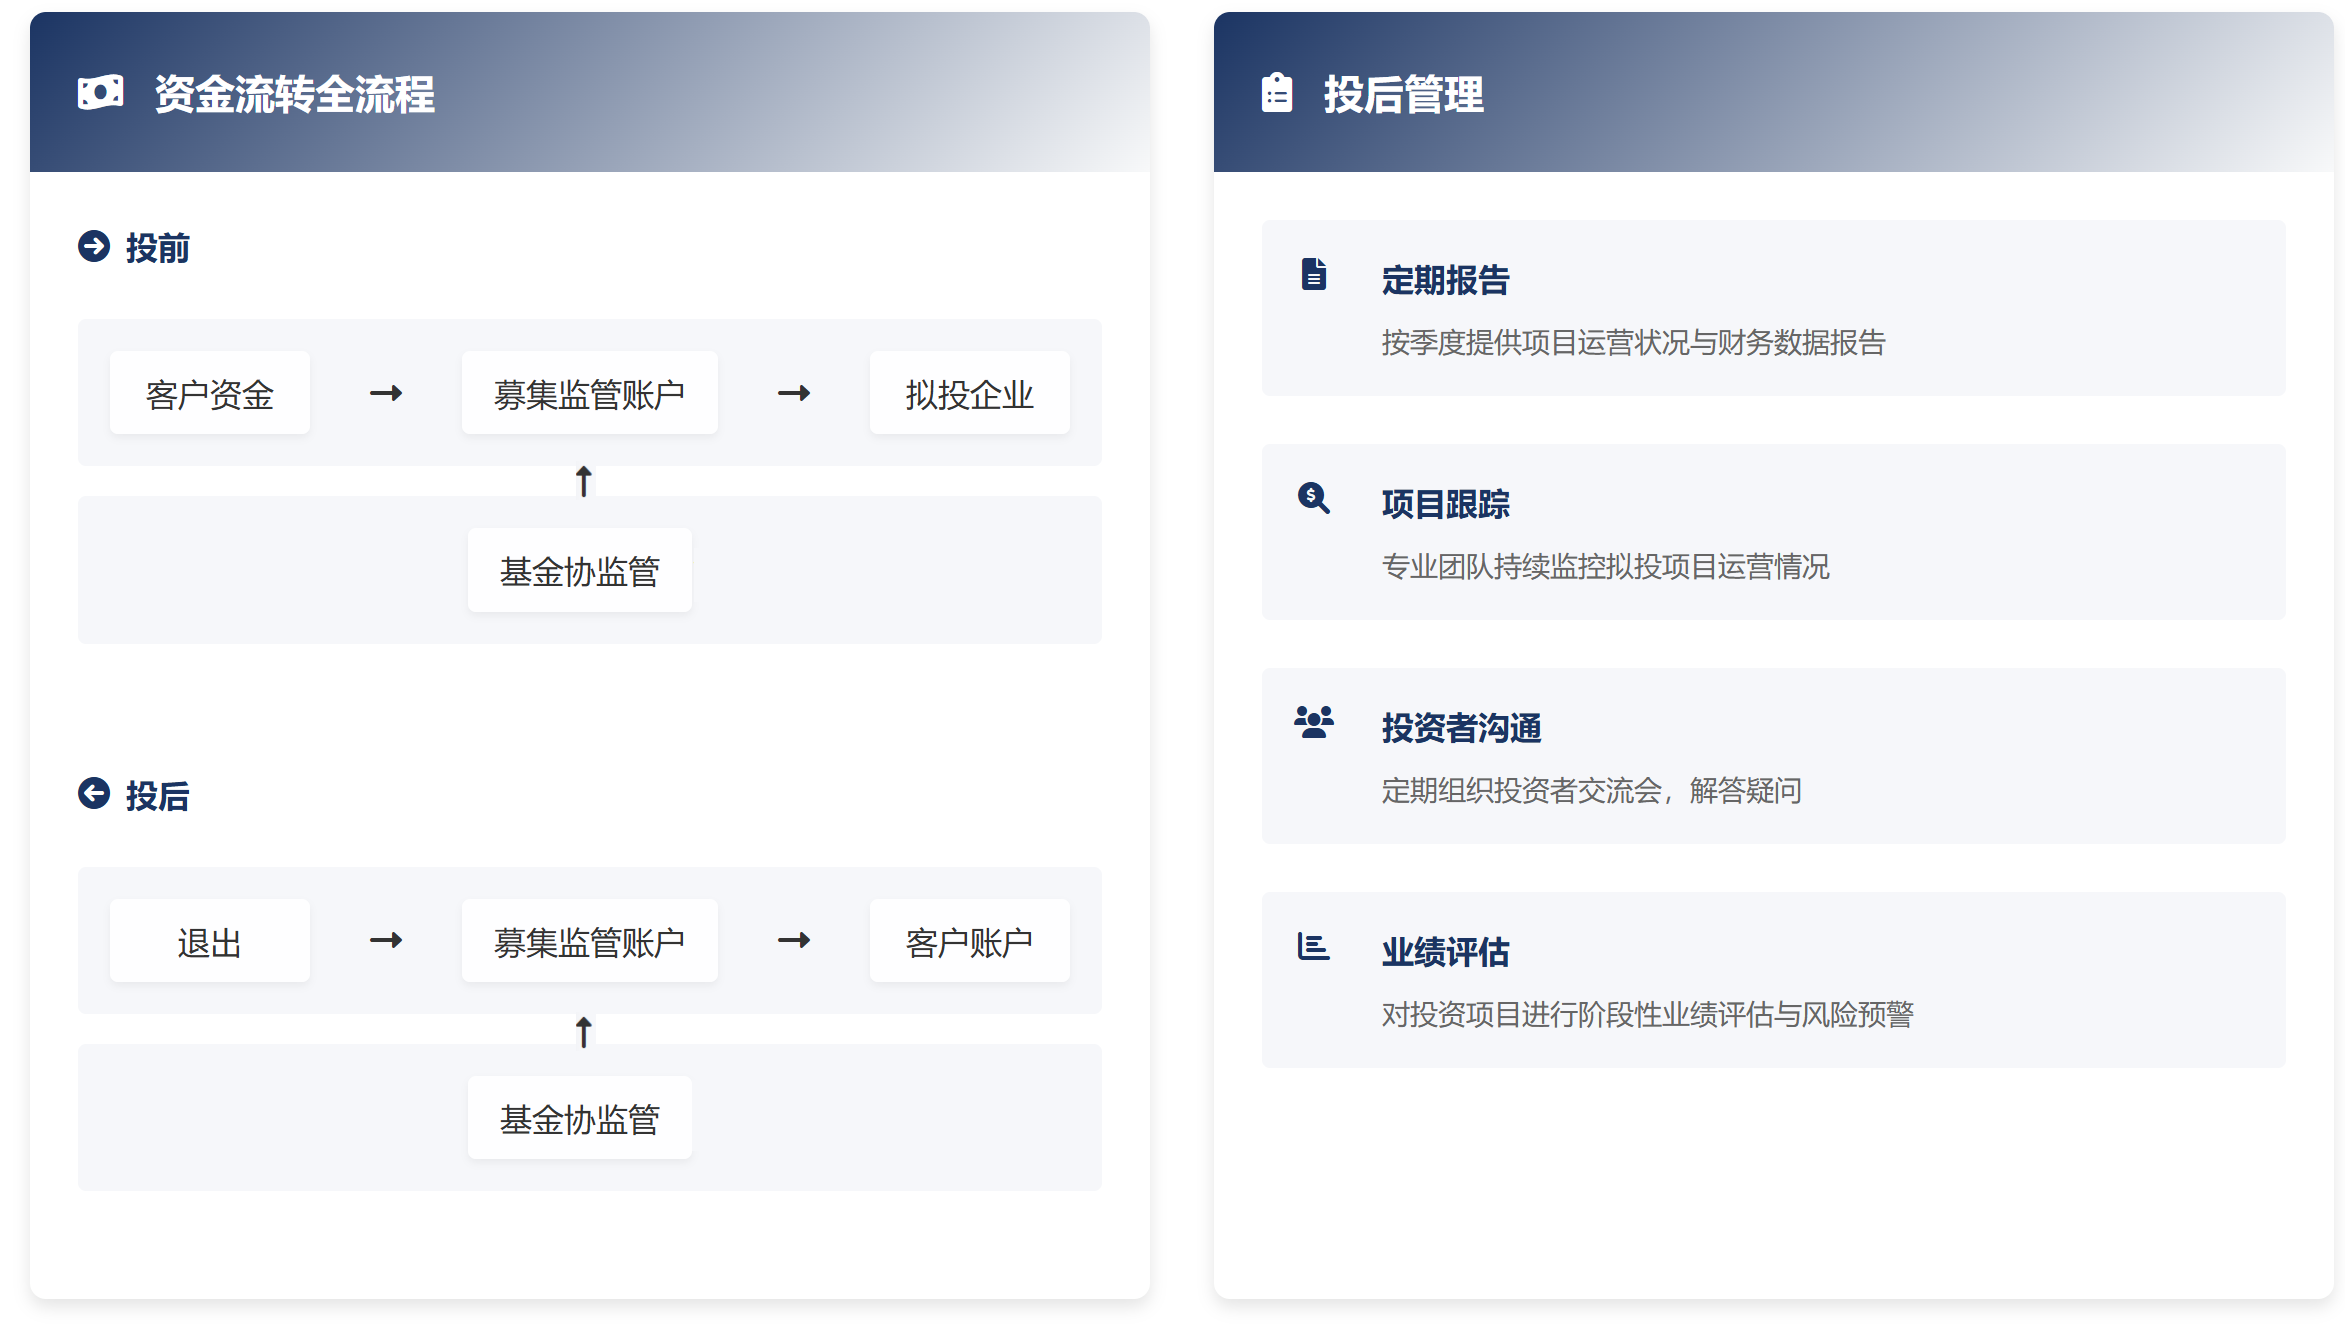 资金流转全流程
投前
客户资金
募集监管账户
拟投企业
基金协监管
投后
退出
募集监管账户
客户账户
基金协监管
投后管理
定期报告
按季度提供项目运营状况与财务数据报告
项目跟踪
专业团队持续监控拟投项目运营情况
投资者沟通
定期组织投资者交流会，解答疑问
业绩评估
对投资项目进行阶段性业绩评估与风险预警